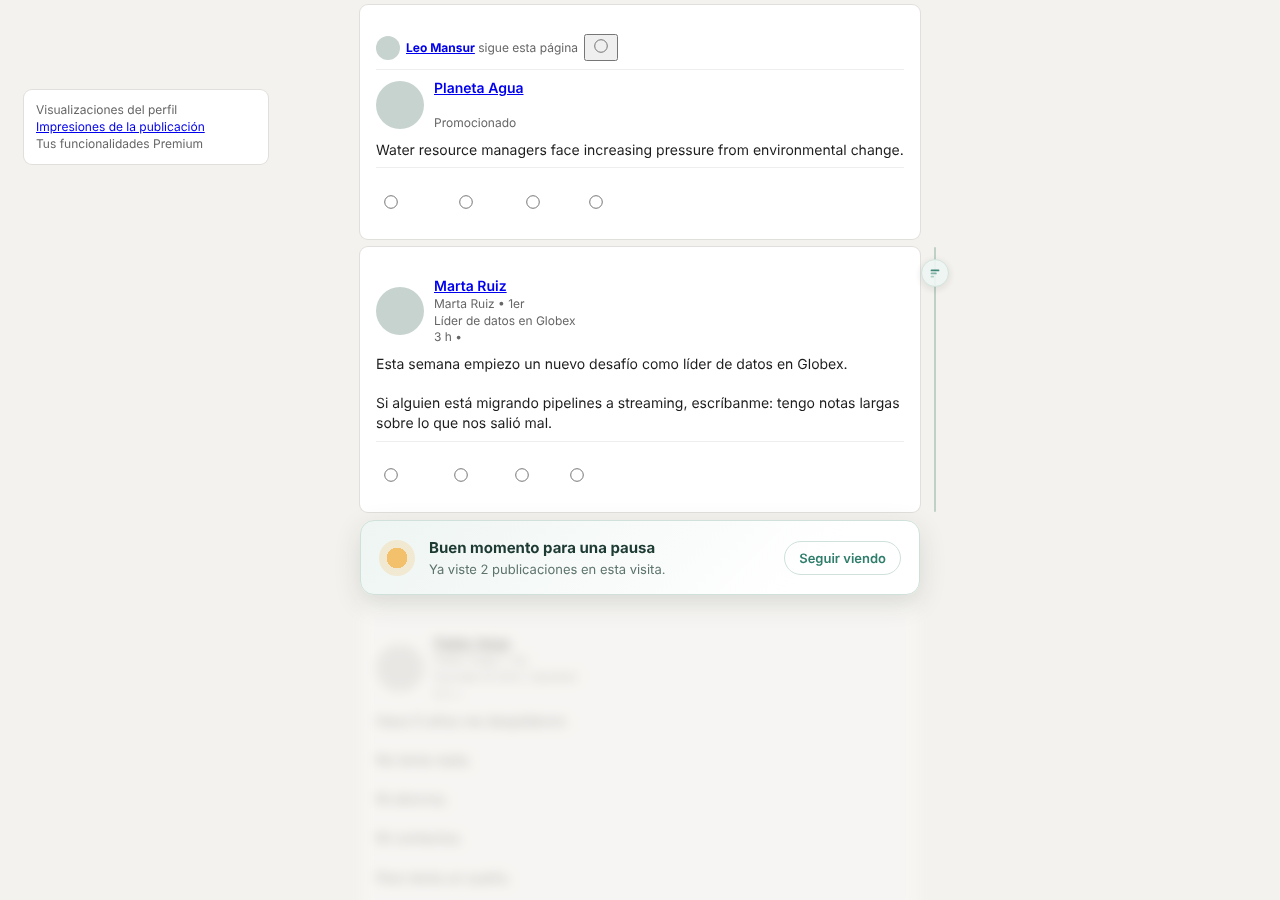 Leo Mansur sigue esta página
Planeta Agua
Promocionado
Water resource managers face increasing pressure from environmental change.
Visualizaciones del perfil
Impresiones de la publicación
Tus funcionalidades Premium
Marta Ruiz
Marta Ruiz • 1er
Líder de datos en Globex
3 h •
Esta semana empiezo un nuevo desafío como líder de datos en Globex.
Si alguien está migrando pipelines a streaming, escríbanme: tengo notas largas
sobre lo que nos salió mal.
Buen momento para una pausa
Ya viste 2 publicaciones en esta visita.
Seguir viendo